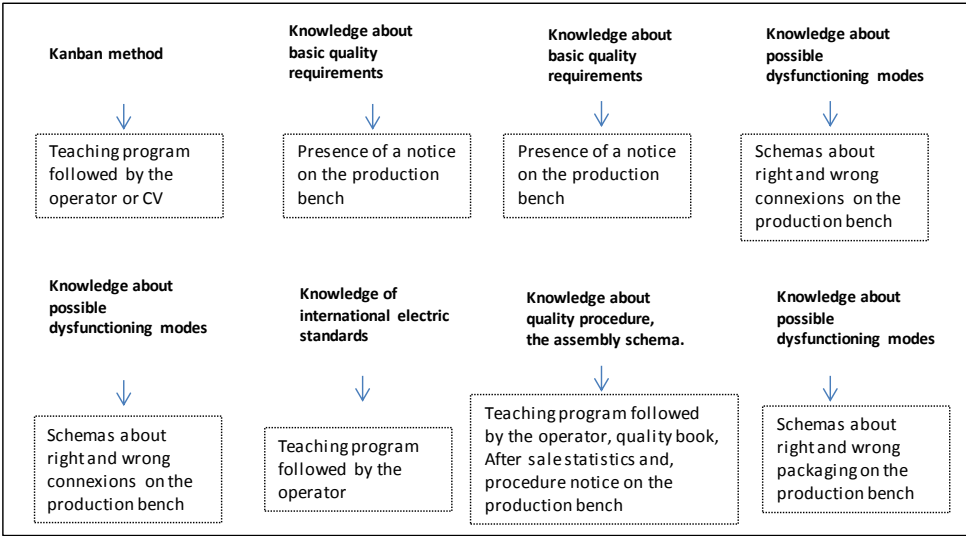 Kanban method
Knowledge about
basic quality
requirements
Knowledge about
basic quality
requirements
Knowledge about
possible
dysfunctioning modes
Teaching program
followed by the
operator or CV
Presence of a notice
on the production
bench
Presence of a notice
on the production
bench
Schemas about
right and wrong
connexions on the
production bench
Knowledge about
possible
dysfunctioning modes
Knowledge of
international electric
standards
Knowledge about
quality procedure,
the assembly schema.
Knowledge about
possible
dysfunctioning modes
Schemas about
right and wrong
connexions on the
production bench
Teaching program
followed by the
operator
Teaching program followed
by the operator, quality book,
After sale statistics and,
procedure notice on the
production bench
Schemas about
right and wrong
packaging on the
production bench